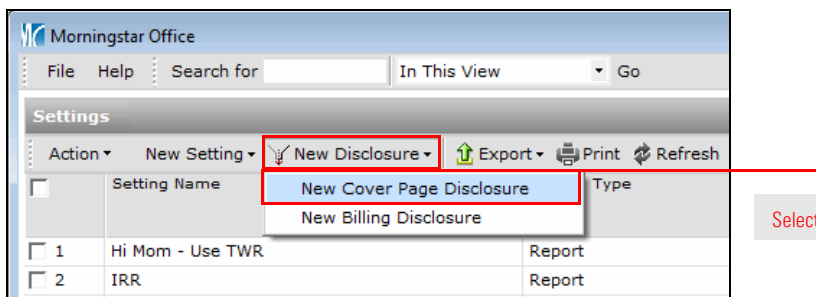 Morningstar Office
File Help Search for In This View Go
Settings
Action New Setting New Disclosure Export Print Refresh
Setting Name Type
New Cover Page Disclosure
New Billing Disclosure
1 Hi Mom - Use TWR Report
2 IRR Report
Select